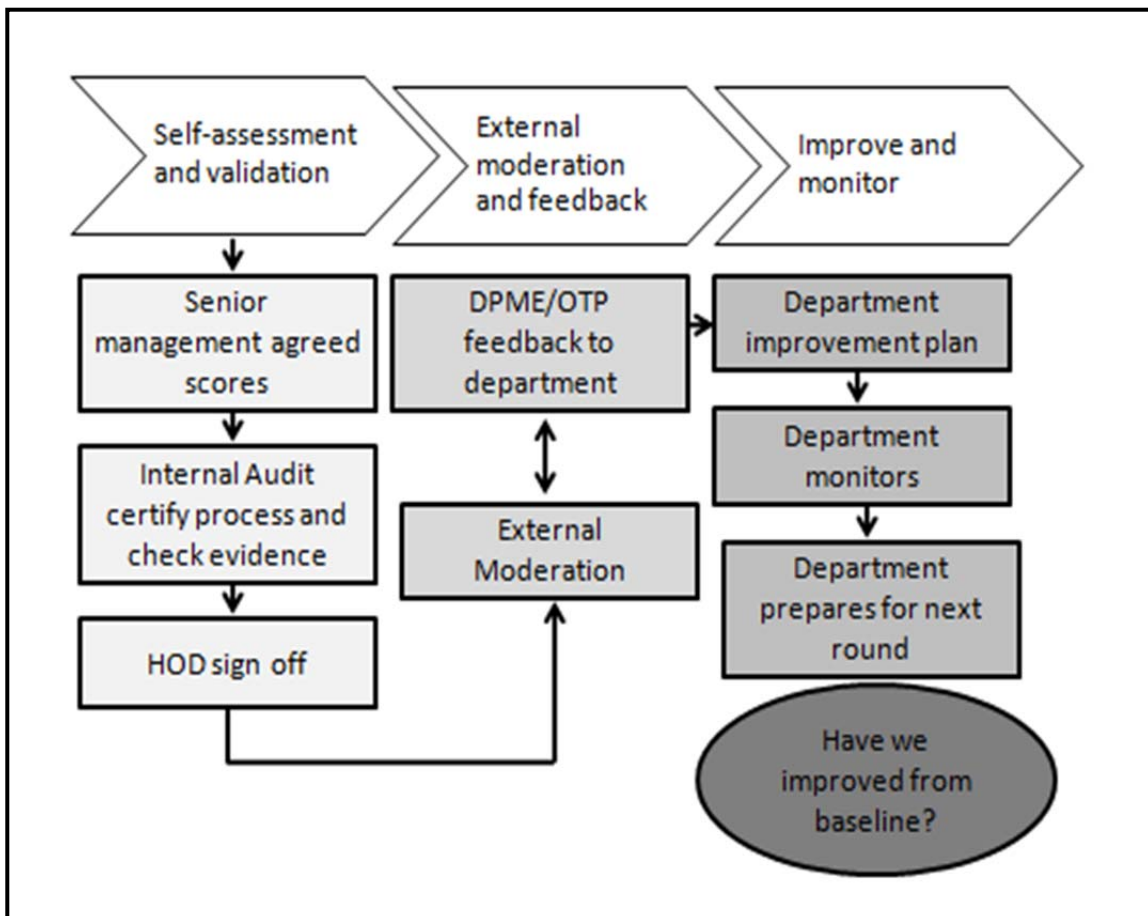 Self-assessment
and validation
External
moderation
and feedback
Improve and
monitor
Senior
management agreed
scores
Internal Audit
certify process and
check evidence
HOD sign off
DPME/OTP
feedback to
department
External
Moderation
Department
improvement plan
Department
monitors
Department
prepares for next
round
Have we
improved from
baseline?